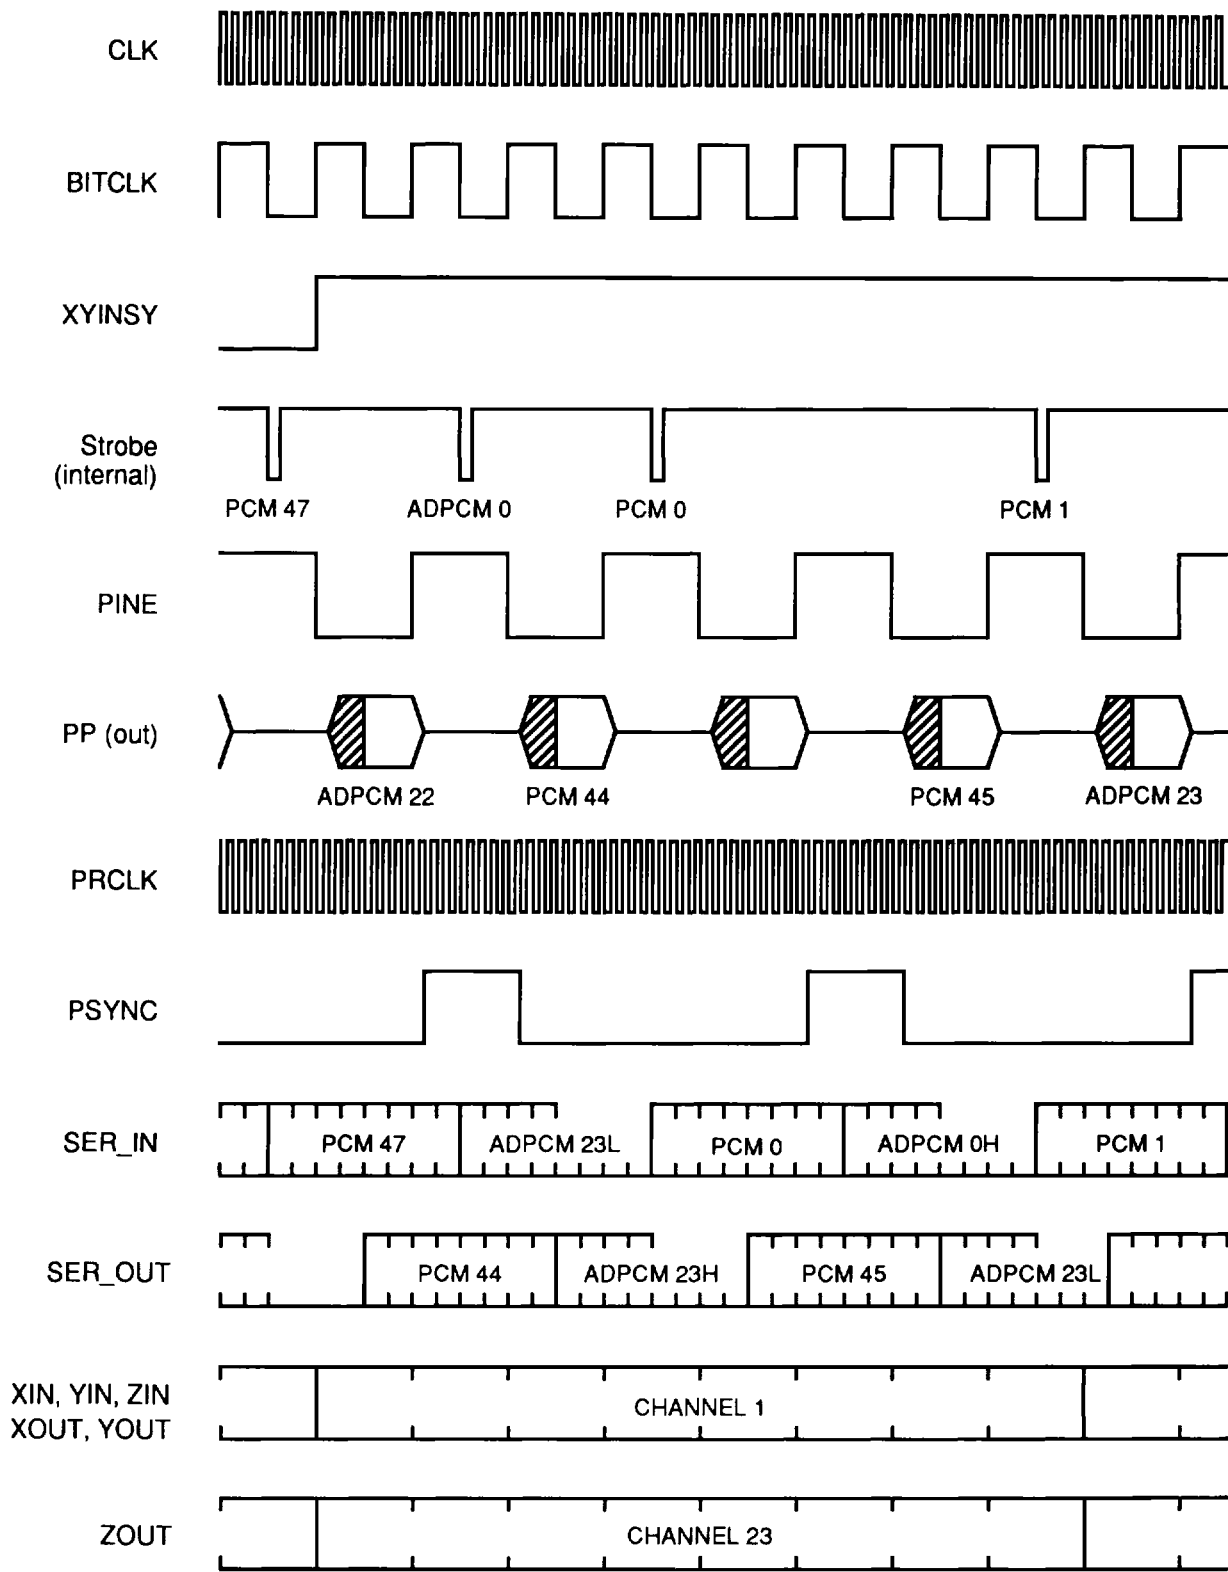 CLK
BITCLK
XYINSY
Strobe
(internal)
PCM 47
ADPCM 0
PCM 0
PCM 1
PINE
PP (out)
ADPCM 22
PCM 44
PCM 45
ADPCM 23
PRCLK
PSYNC
SER_IN
PCM 47
ADPCM 23L
PCM 0
ADPCM 0H
PCM 1
SER_OUT
PCM 44
ADPCM 23H
PCM 45
ADPCM 23L
XIN, YIN, ZIN
XOUT, YOUT
CHANNEL 1
ZOUT
CHANNEL 23